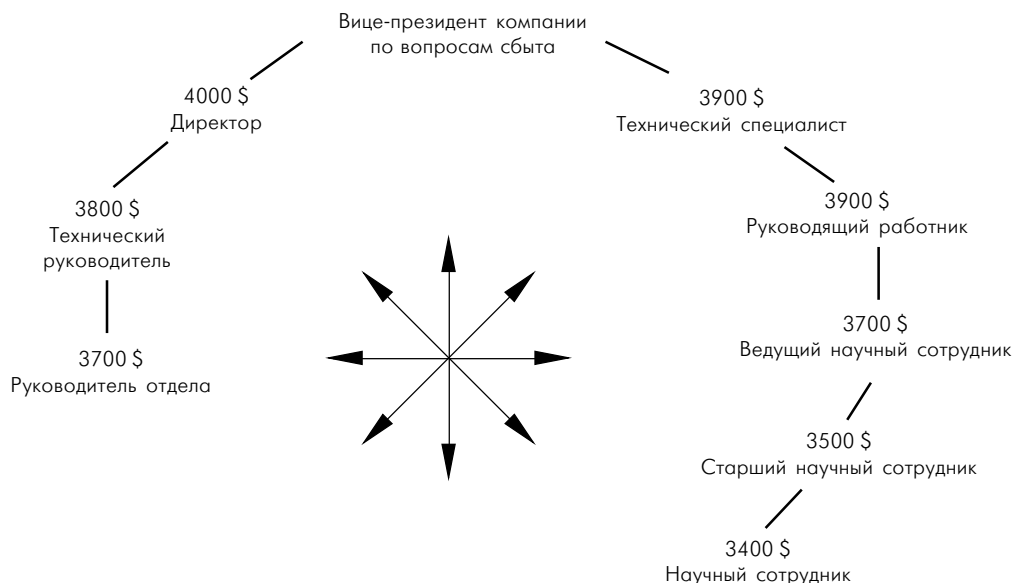 Вице-президент компании
по вопросам сбыта
4000 $
Директор
3800 $
Технический
руководитель
3700 $
Руководитель отдела
3900 $
Технический специалист
3900 $
Руководящий работник
3700 $
Ведущий научный сотрудник
3500 $
Старший научный сотрудник
3400 $
Научный сотрудник